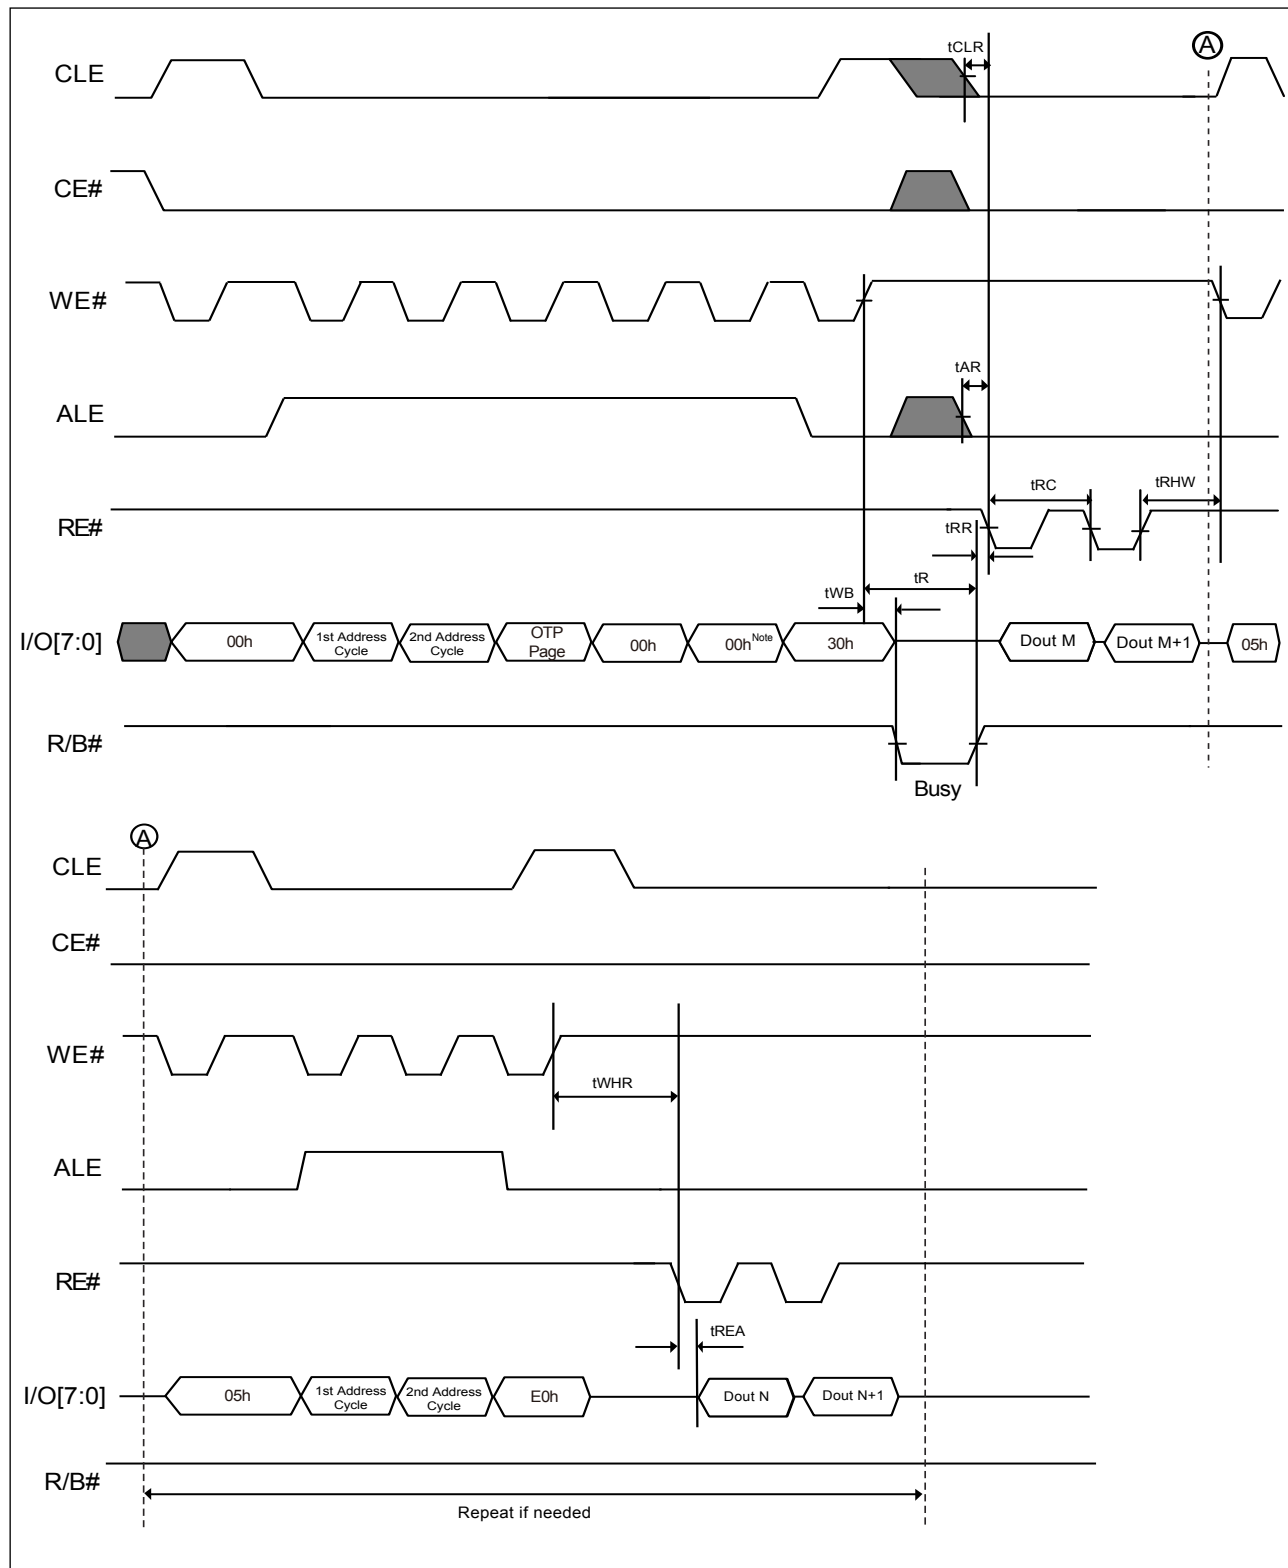 tCLR
A
CLE
CE#
WE#
tAR
ALE
tRC
tRHW
RE#
tRR
tR
tWB
I/O[7:0]
00h
1st Address
Cycle
2nd Address
Cycle
OTP
Page
00h
00hNote
30h
Dout M
Dout M+1
05h
R/B#
Busy
A
CLE
CE#
WE#
tWHR
ALE
RE#
tREA
I/O[7:0]
05h
1st Address
Cycle
2nd Address
Cycle
E0h
Dout N
Dout N+1
R/B#
Repeat if needed